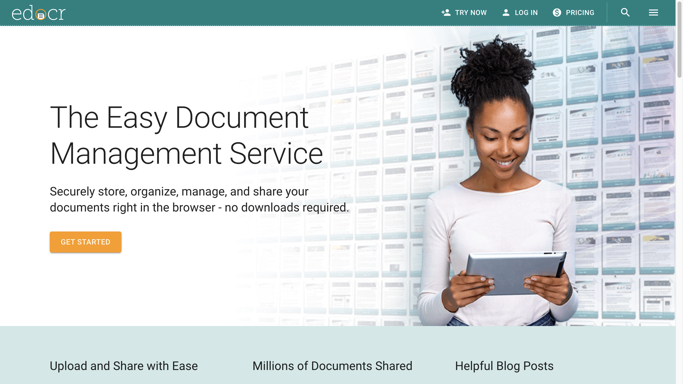 edocr
TRY NOW
LOG IN
PRICING
The Easy Document
Management Service
Securely store, organize, manage, and share your
documents right in the browser - no downloads required.
GET STARTED
Upload and Share with Ease
Millions of Documents Shared
Helpful Blog Posts